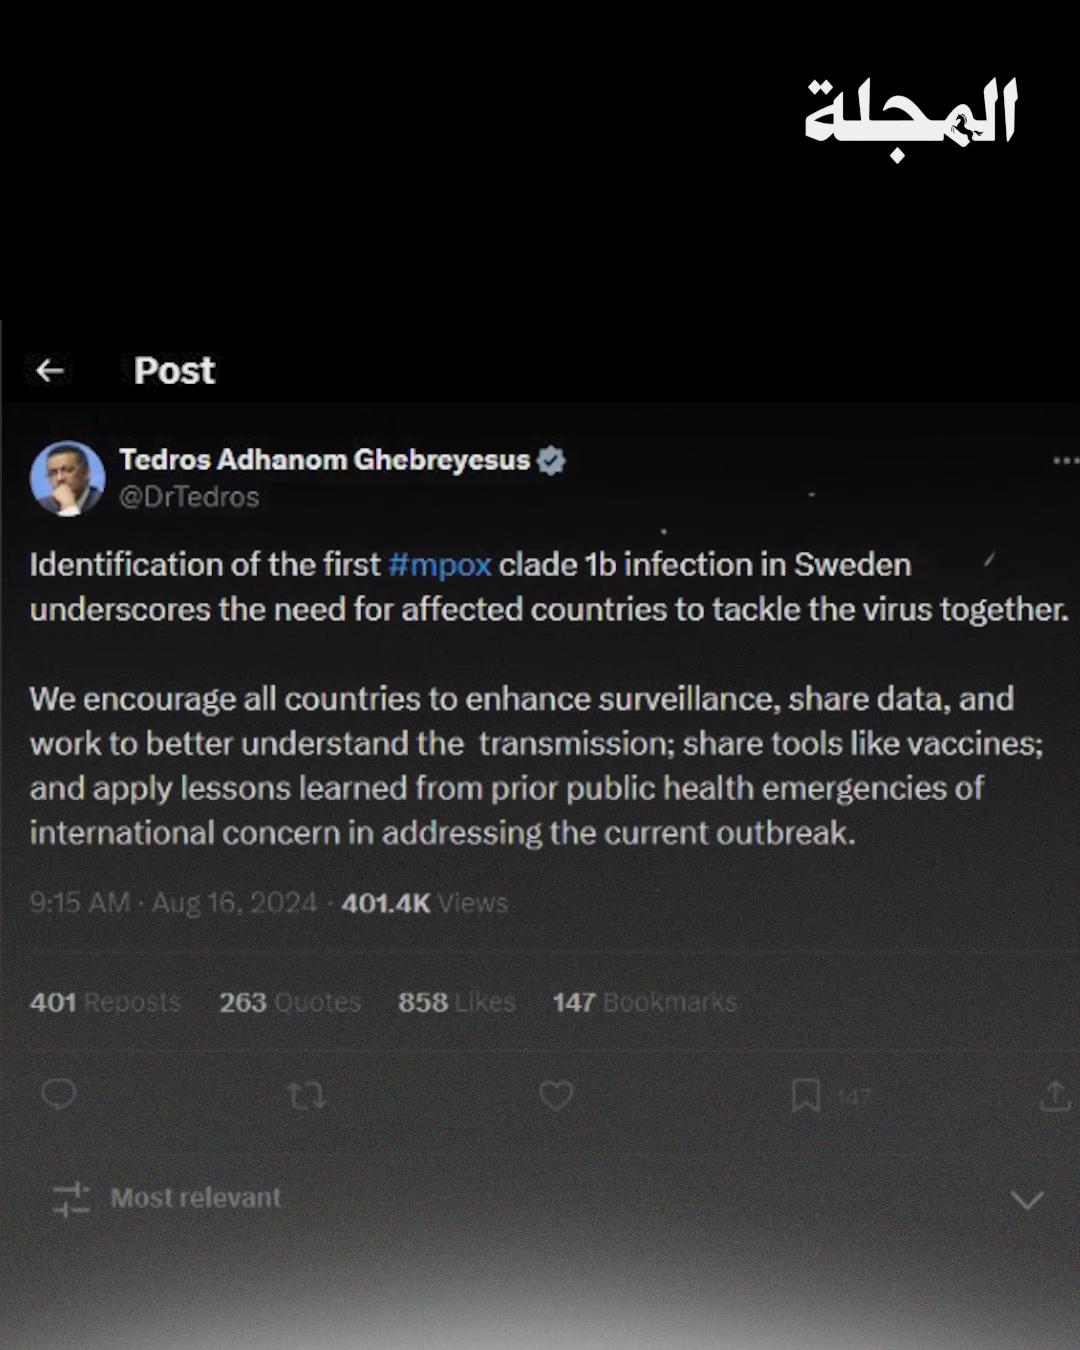 المجلة
Post
Tedros Adhanom Ghebreyesus
@DrTedros
Identification of the first #mpox clade 1b infection in Sweden
underscores the need for affected countries to tackle the virus together.
We encourage all countries to enhance surveillance, share data, and
work to better understand the transmission; share tools like vaccines;
and apply lessons learned from prior public health emergencies of
international concern in addressing the current outbreak.
9:15 AM · Aug 16, 2024 · 401.4K Views
401 Reposts 263 Quotes 858 Likes 147 Bookmarks
147
Most relevant